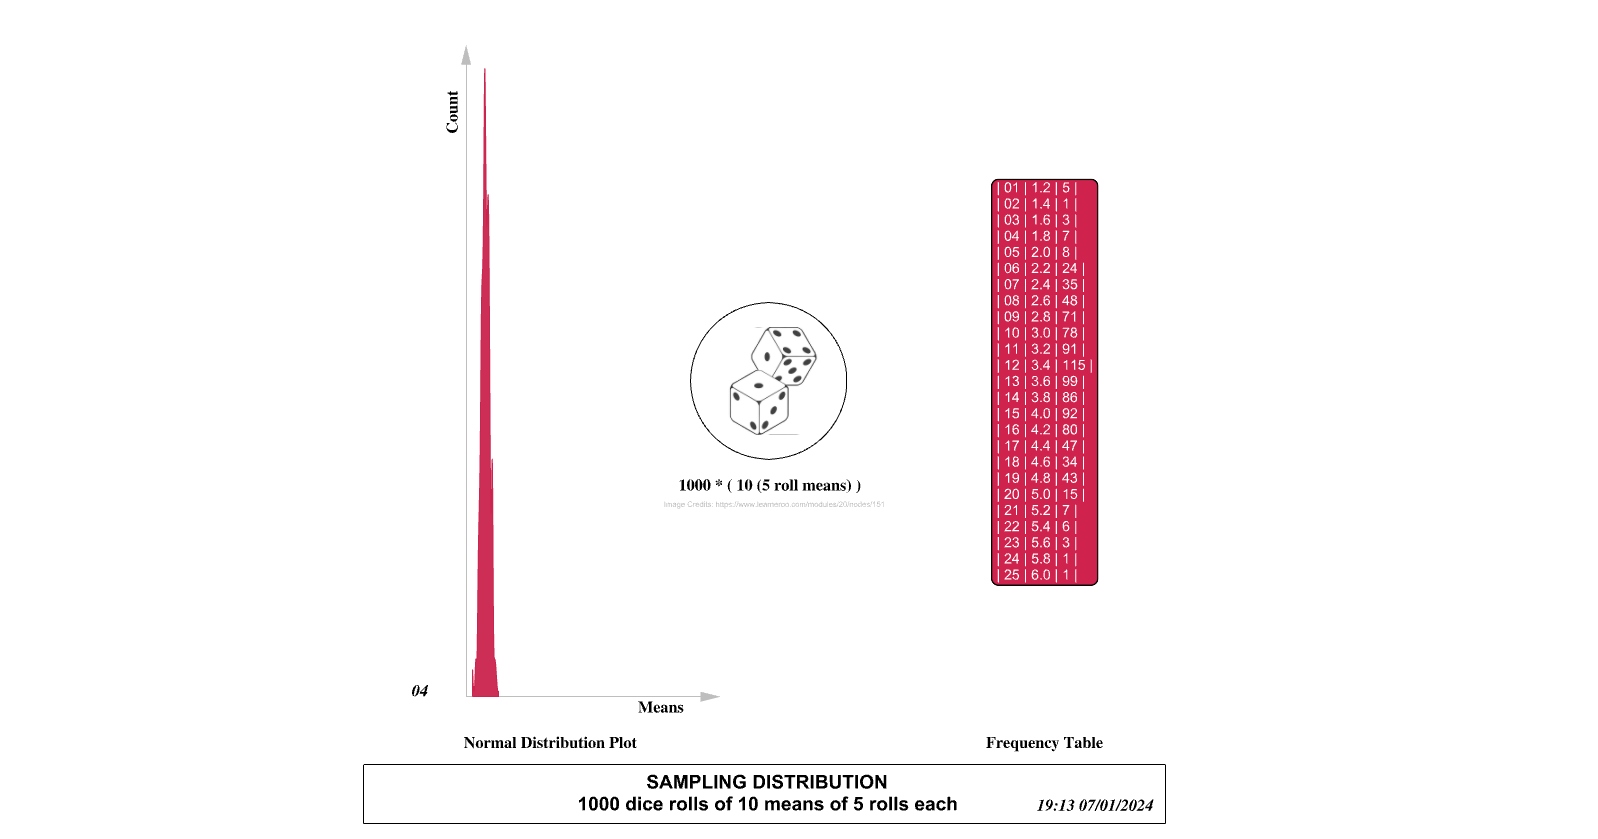 Count
| 01 | 1.2 | 5 |
| 02 | 1.4 | 1 |
| 03 | 1.6 | 3 |
| 04 | 1.8 | 7 |
| 05 | 2.0 | 8 |
| 06 | 2.2 | 24 |
| 07 | 2.4 | 35 |
| 08 | 2.6 | 48 |
| 09 | 2.8 | 71 |
| 10 | 3.0 | 78 |
| 11 | 3.2 | 91 |
| 12 | 3.4 | 115 |
| 13 | 3.6 | 99 |
| 14 | 3.8 | 86 |
| 15 | 4.0 | 92 |
| 16 | 4.2 | 80 |
| 17 | 4.4 | 47 |
| 18 | 4.6 | 34 |
| 19 | 4.8 | 43 |
| 20 | 5.0 | 15 |
| 21 | 5.2 | 7 |
| 22 | 5.4 | 6 |
| 23 | 5.6 | 3 |
| 24 | 5.8 | 1 |
| 25 | 6.0 | 1 |
1000 * ( 10 (5 roll means) )
Image Credits:
04
Means
Normal Distribution Plot
Frequency Table
SAMPLING DISTRIBUTION
1000 dice rolls of 10 means of 5 rolls each
19:13 07/01/2024